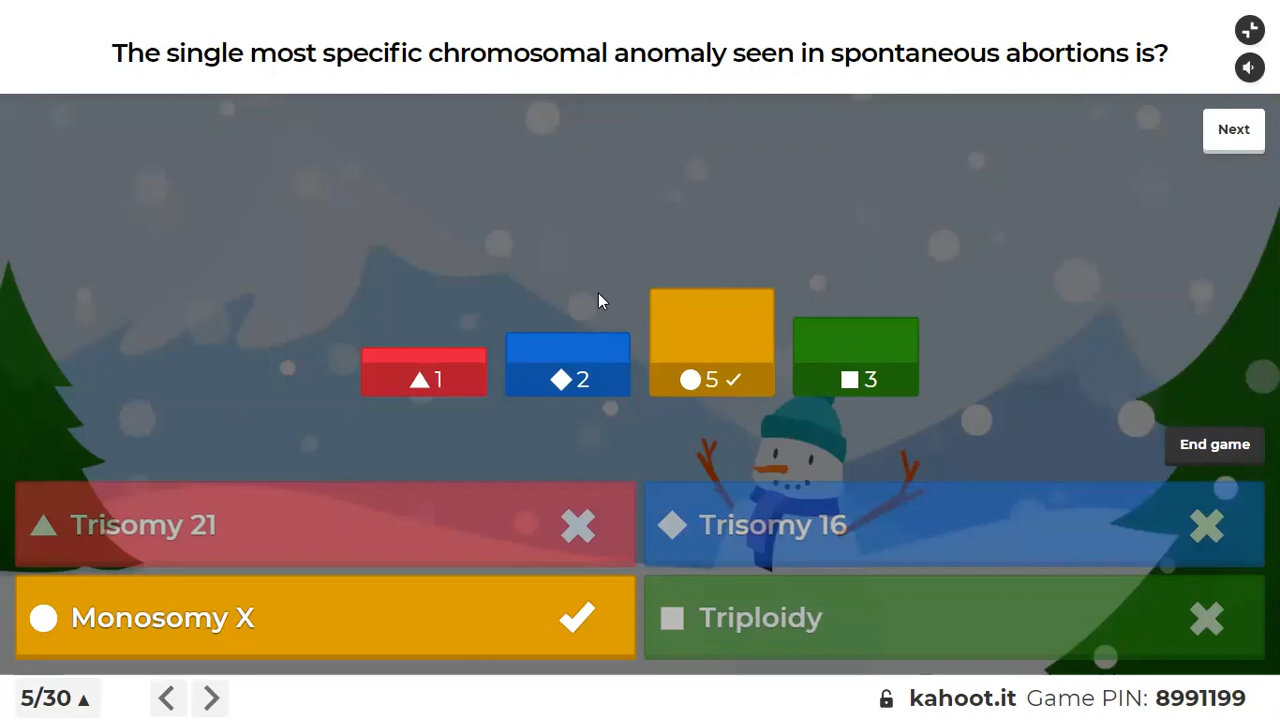 The single most specific chromosomal anomaly seen in spontaneous abortions is?
Next
1
2
5
3
End game
Trisomy 21
Trisomy 16
Monosomy X
Triploidy
5/30
kahoot.it Game PIN: 8991199